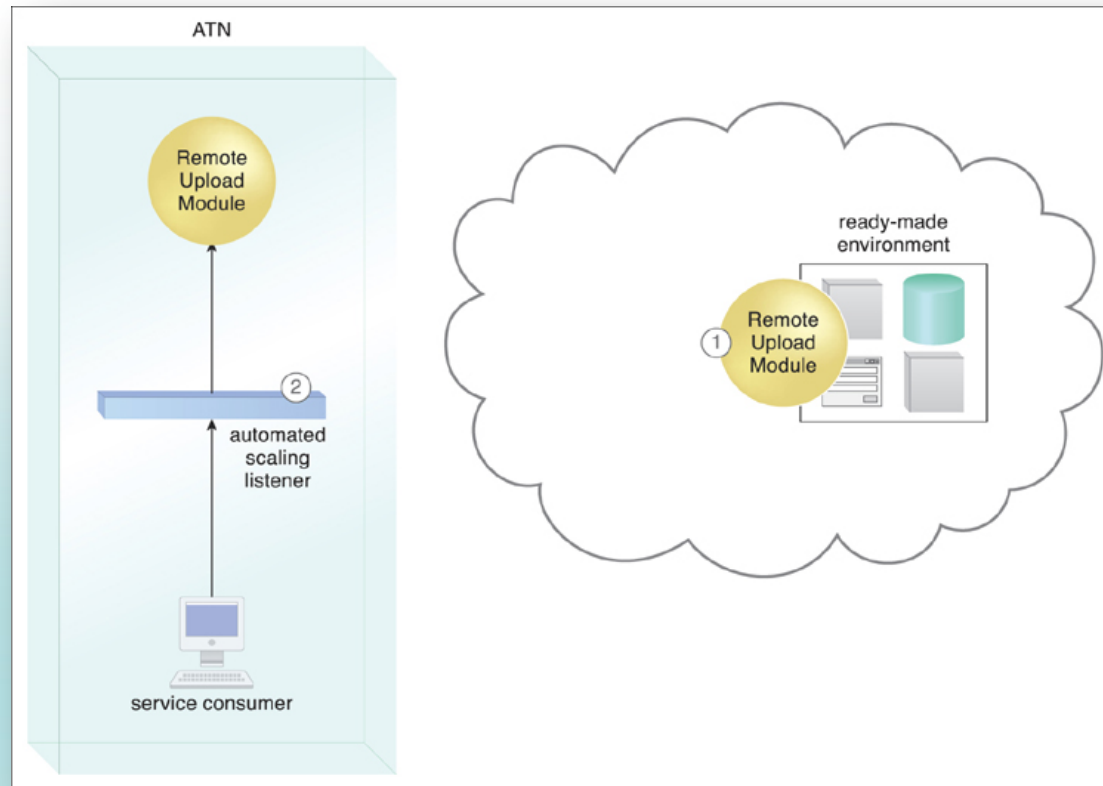 ATN
Remote
Upload
Module
2
automated
scaling
listener
service consumer
ready-made
environment
1
Remote
Upload
Module